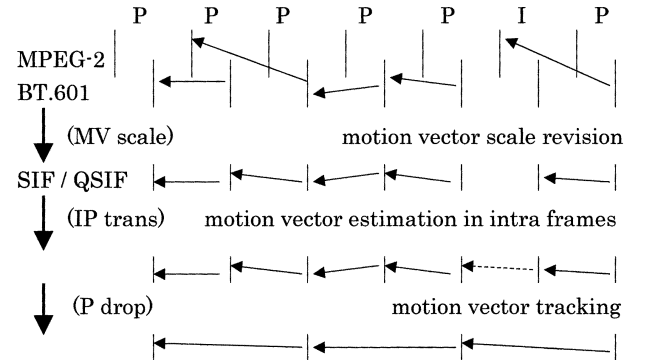 P P P P P I P
MPEG-2
BT.601
(MV scale) motion vector scale revision
SIF / QSIF
(IP trans) motion vector estimation in intra frames
(P drop) motion vector tracking